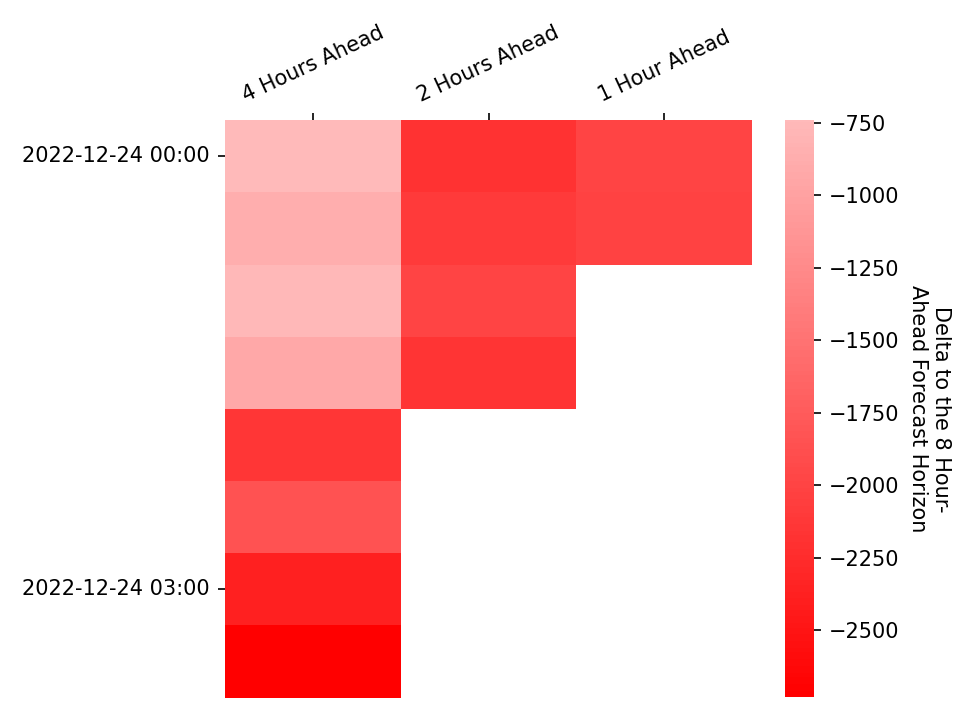 4 Hours Ahead
2 Hours Ahead
1 Hour Ahead
2022-12-24 00:00
2022-12-24 03:00
−750
−1000
−1250
−1500
−1750
−2000
−2250
−2500
Delta to the 8 Hour-
Ahead Forecast Horizon